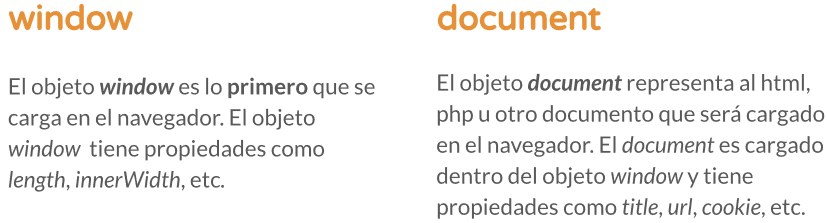 window
El objeto window es lo primero que se
carga en el navegador. El objeto
window tiene propiedades como
length, innerWidth, etc.
document
El objeto document representa al html,
php u otro documento que será cargado
en el navegador. El document es cargado
dentro del objeto window y tiene
propiedades como title, url, cookie, etc.